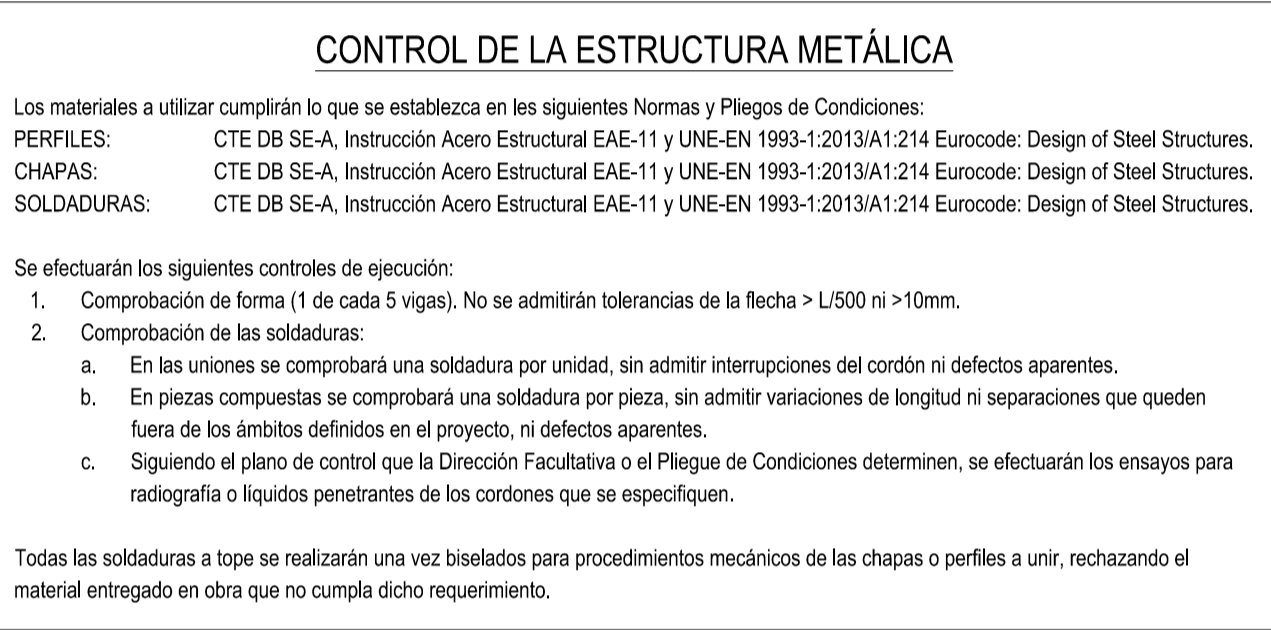 CONTROL DE LA ESTRUCTURA METÁLICA
Los materiales a utilizar cumplirán lo que se establezca en les siguientes Normas y Pliegos de Condiciones:
PERFILES: CTE DB SE-A, Instrucción Acero Estructural EAE-11 y UNE-EN 1993-1:2013/A1:214 Eurocode: Design of Steel Structures.
CHAPAS: CTE DB SE-A, Instrucción Acero Estructural EAE-11 y UNE-EN 1993-1:2013/A1:214 Eurocode: Design of Steel Structures.
SOLDADURAS: CTE DB SE-A, Instrucción Acero Estructural EAE-11 y UNE-EN 1993-1:2013/A1:214 Eurocode: Design of Steel Structures.
Se efectuarán los siguientes controles de ejecución:
1. Comprobación de forma (1 de cada 5 vigas). No se admitirán tolerancias de la flecha > L/500 ni >10mm.
2. Comprobación de las soldaduras:
a. En las uniones se comprobará una soldadura por unidad, sin admitir interrupciones del cordón ni defectos aparentes.
b. En piezas compuestas se comprobará una soldadura por pieza, sin admitir variaciones de longitud ni separaciones que queden
fuera de los ámbitos definidos en el proyecto, ni defectos aparentes.
c. Siguiendo el plano de control que la Dirección Facultativa o el Pliegue de Condiciones determinen, se efectuarán los ensayos para
radiografía o líquidos penetrantes de los cordones que se especifiquen.
Todas las soldaduras a tope se realizarán una vez biselados para procedimientos mecánicos de las chapas o perfiles a unir, rechazando el
material entregado en obra que no cumpla dicho requerimiento.